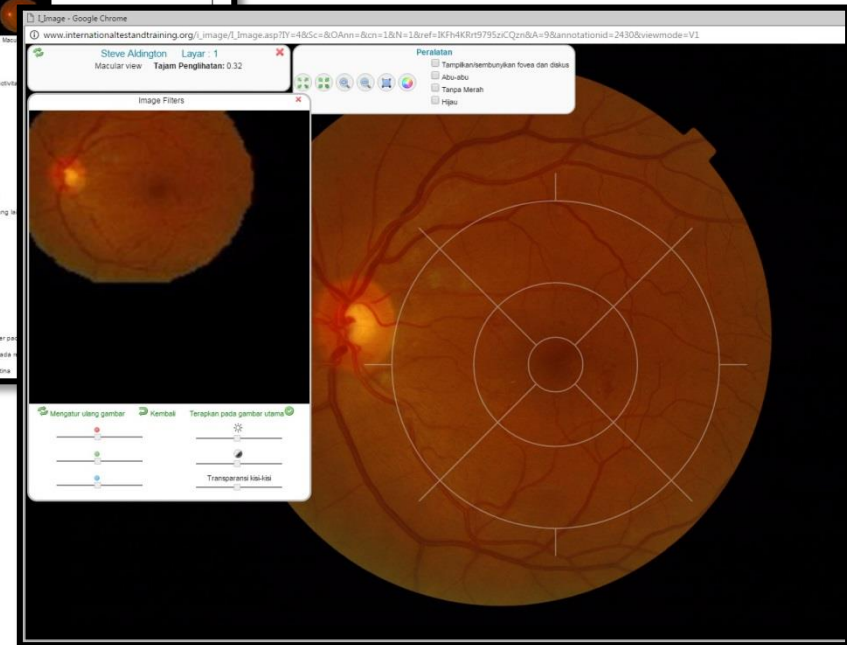 I_Image - Google Chrome
www.internationaltestandtraining.org/i_image/I_Image.asp?IY=4&Sc=&OAnn=&cn=1&N=1&ref=IKFh4KRrt9795sziCQzn&A=9&annotationid=2430&viewmode=V1
Steve Aldington Layar : 1
Macular view Tajam Penglihatan: 0.32
Peralatan
Tampilkan/sembunyikan fovea dan diskus
Abu-abu
Tanpa Merah
Hijau
Image Filters
Mengatur ulang gambar Kembali Terapkan pada gambar utama
Transparansi kisi-kisi